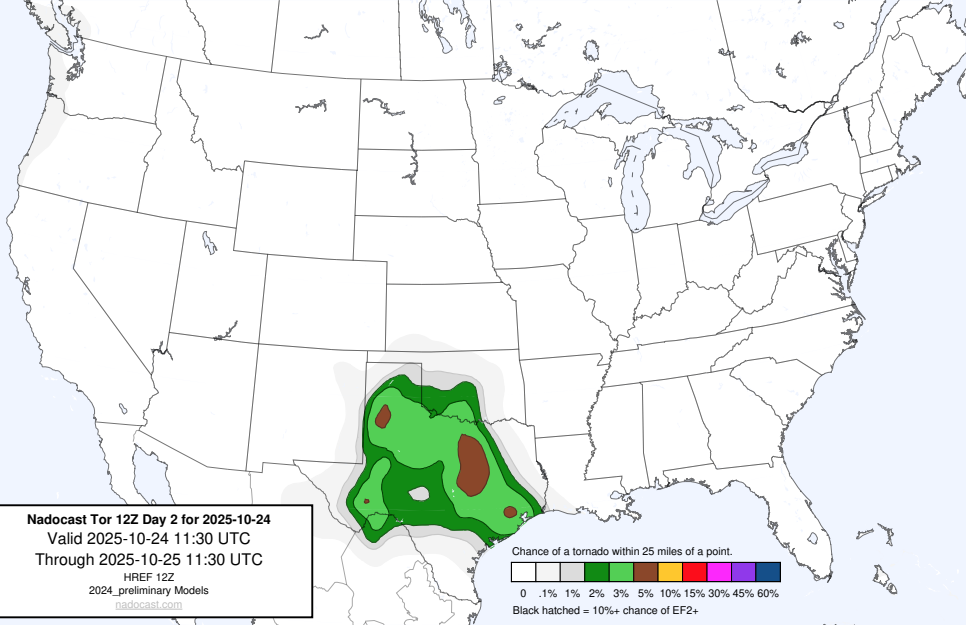 Nadocast Tor 12Z Day 2 for 2025-10-24
Valid 2025-10-24 11:30 UTC
Through 2025-10-25 11:30 UTC
HREF 12Z
2024_preliminary Models
nadocast.com
Chance of a tornado within 25 miles of a point.
0 .1% 1% 2% 3% 5% 10% 15% 30% 45% 60%
Black hatched = 10%+ chance of EF2+